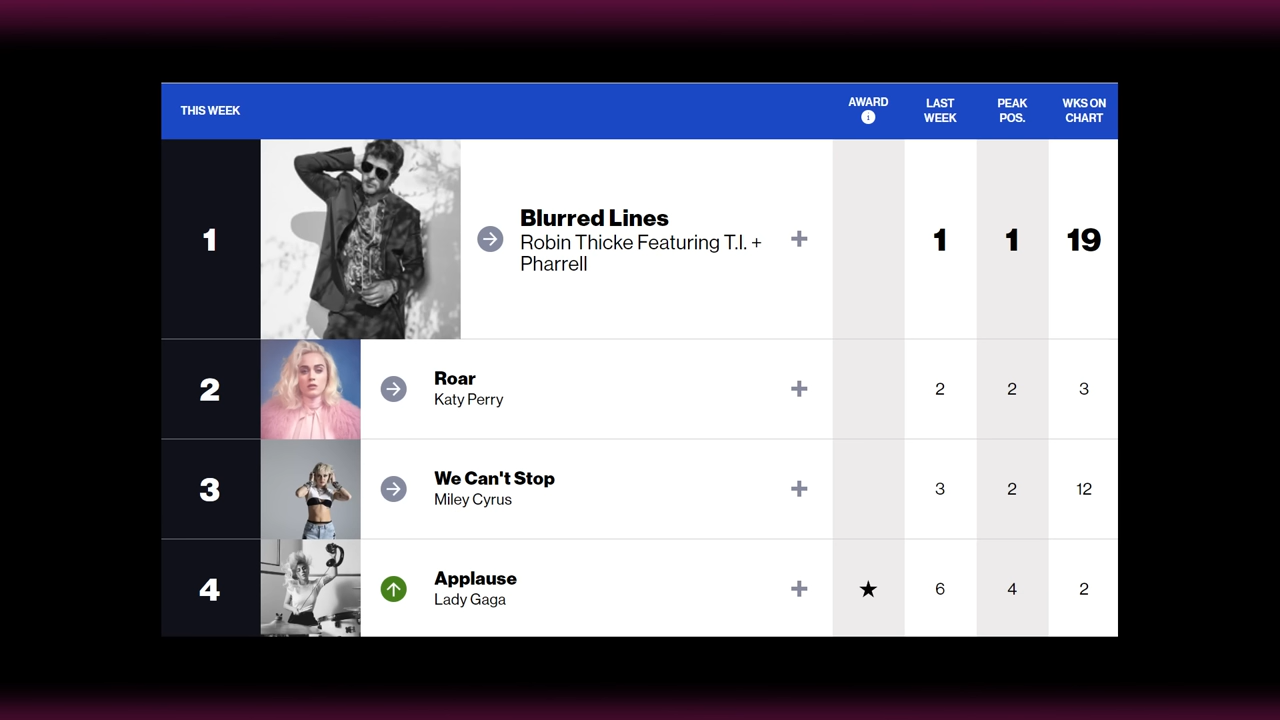 THIS WEEK
AWARD
i
LAST
WEEK
PEAK
POS.
WKS ON
CHART
1
Blurred Lines
Robin Thicke Featuring T.I. +
Pharrell
+
1
1
19
2
Roar
Katy Perry
+
2
2
3
3
We Can't Stop
Miley Cyrus
+
3
2
12
4
Applause
Lady Gaga
+
★
6
4
2